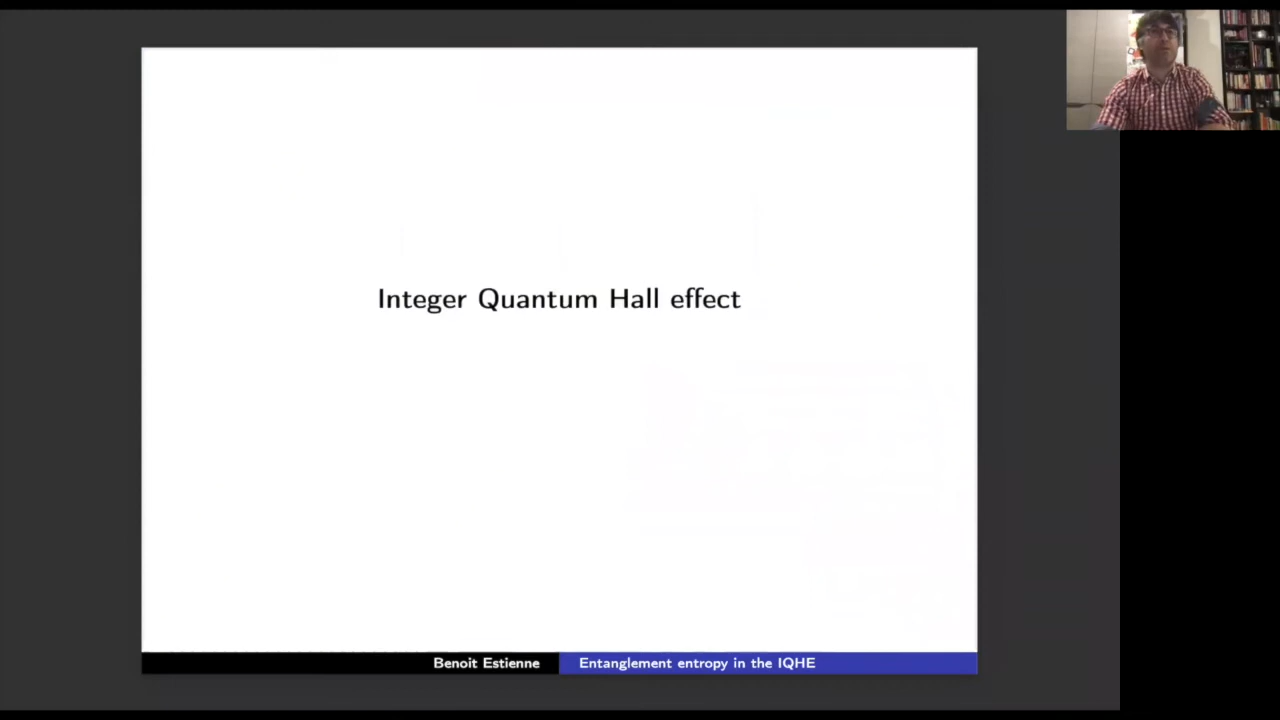 Integer Quantum Hall effect
Benoit Estienne
Entanglement entropy in the IQHE